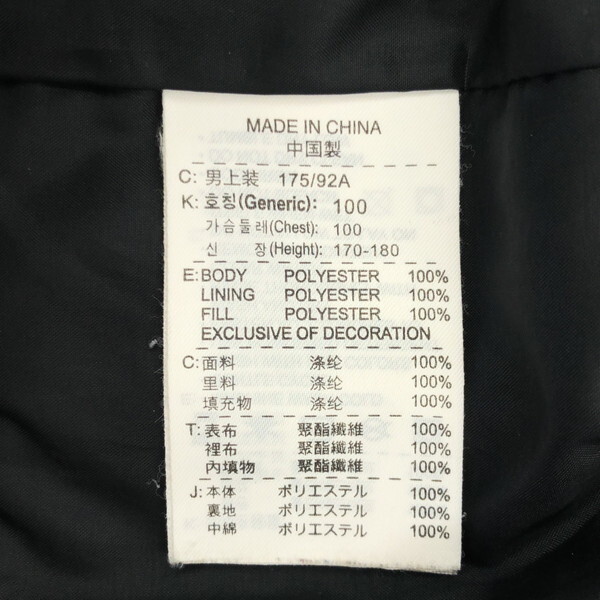 MADE IN CHINA
中国製
C: 男上装 175/92A
K: 호칭(Generic): 100
가슴둘레(Chest): 100
신 장(Height): 170-180
E: BODY POLYESTER 100%
LINING POLYESTER 100%
FILL POLYESTER 100%
EXCLUSIVE OF DECORATION
C: 面料 涤纶 100%
里料 涤纶 100%
填充物 涤纶 100%
T: 表布 聚酯纖維 100%
裡布 聚酯纖維 100%
內填物 聚酯纖維 100%
J: 本体 ポリエステル 100%
裏地 ポリエステル 100%
中綿 ポリエステル 100%